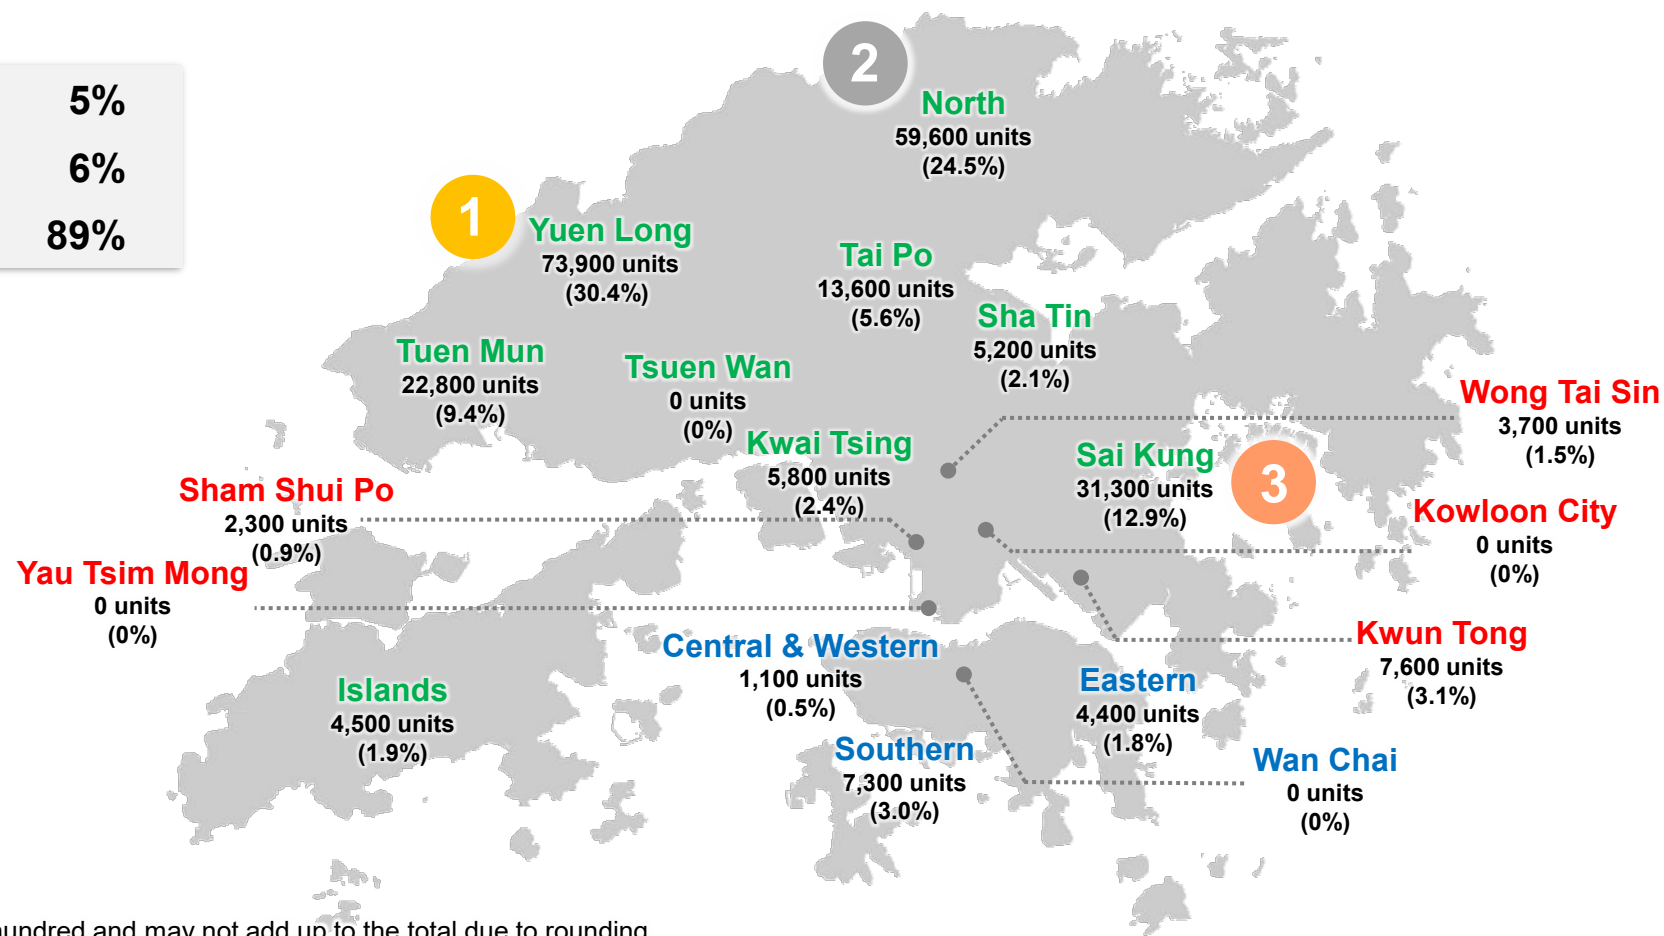 5%
6%
89%
2
North
59,600 units
(24.5%)
1
Yuen Long
73,900 units
(30.4%)
Tai Po
13,600 units
(5.6%)
Sha Tin
5,200 units
(2.1%)
Tuen Mun
22,800 units
(9.4%)
Tsuen Wan
0 units
(0%)
Wong Tai Sin
3,700 units
(1.5%)
Kwai Tsing
5,800 units
(2.4%)
Sai Kung
31,300 units
(12.9%)
3
Sham Shui Po
2,300 units
(0.9%)
Kowloon City
0 units
(0%)
Yau Tsim Mong
0 units
(0%)
Kwun Tong
7,600 units
(3.1%)
Central & Western
1,100 units
(0.5%)
Eastern
4,400 units
(1.8%)
Islands
4,500 units
(1.9%)
Southern
7,300 units
(3.0%)
Wan Chai
0 units
(0%)
hundred and may not add up to the total due to rounding